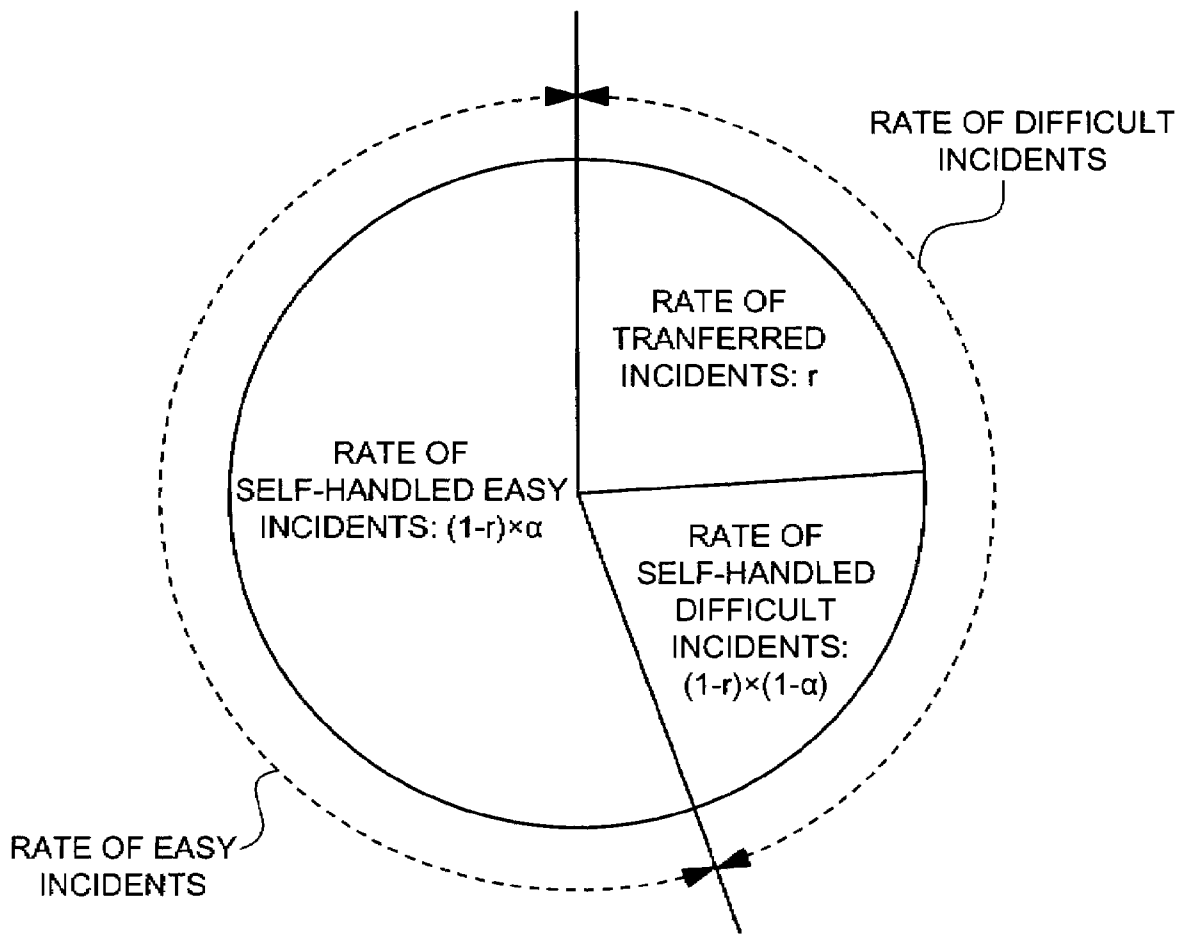 RATE OF DIFFICULT
INCIDENTS
RATE OF
TRANFERRED
INCIDENTS: r
RATE OF
SELF-HANDLED EASY
INCIDENTS: (1-r)×α
RATE OF
SELF-HANDLED
DIFFICULT
INCIDENTS:
(1-r)×(1-α)
RATE OF EASY
INCIDENTS